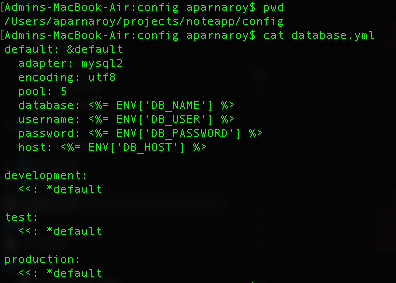 [Admins-MacBook-Air:config aparnaroy$ pwd
/Users/aparnaroy/projects/noteapp/config
[Admins-MacBook-Air:config aparnaroy$ cat database.yml
default: &default
  adapter: mysql2
  encoding: utf8
  pool: 5
  database: <%= ENV['DB_NAME'] %>
  username: <%= ENV['DB_USER'] %>
  password: <%= ENV['DB_PASSWORD'] %>
  host: <%= ENV['DB_HOST'] %>
development:
  <<: *default
test:
  <<: *default
production:
  <<: *default